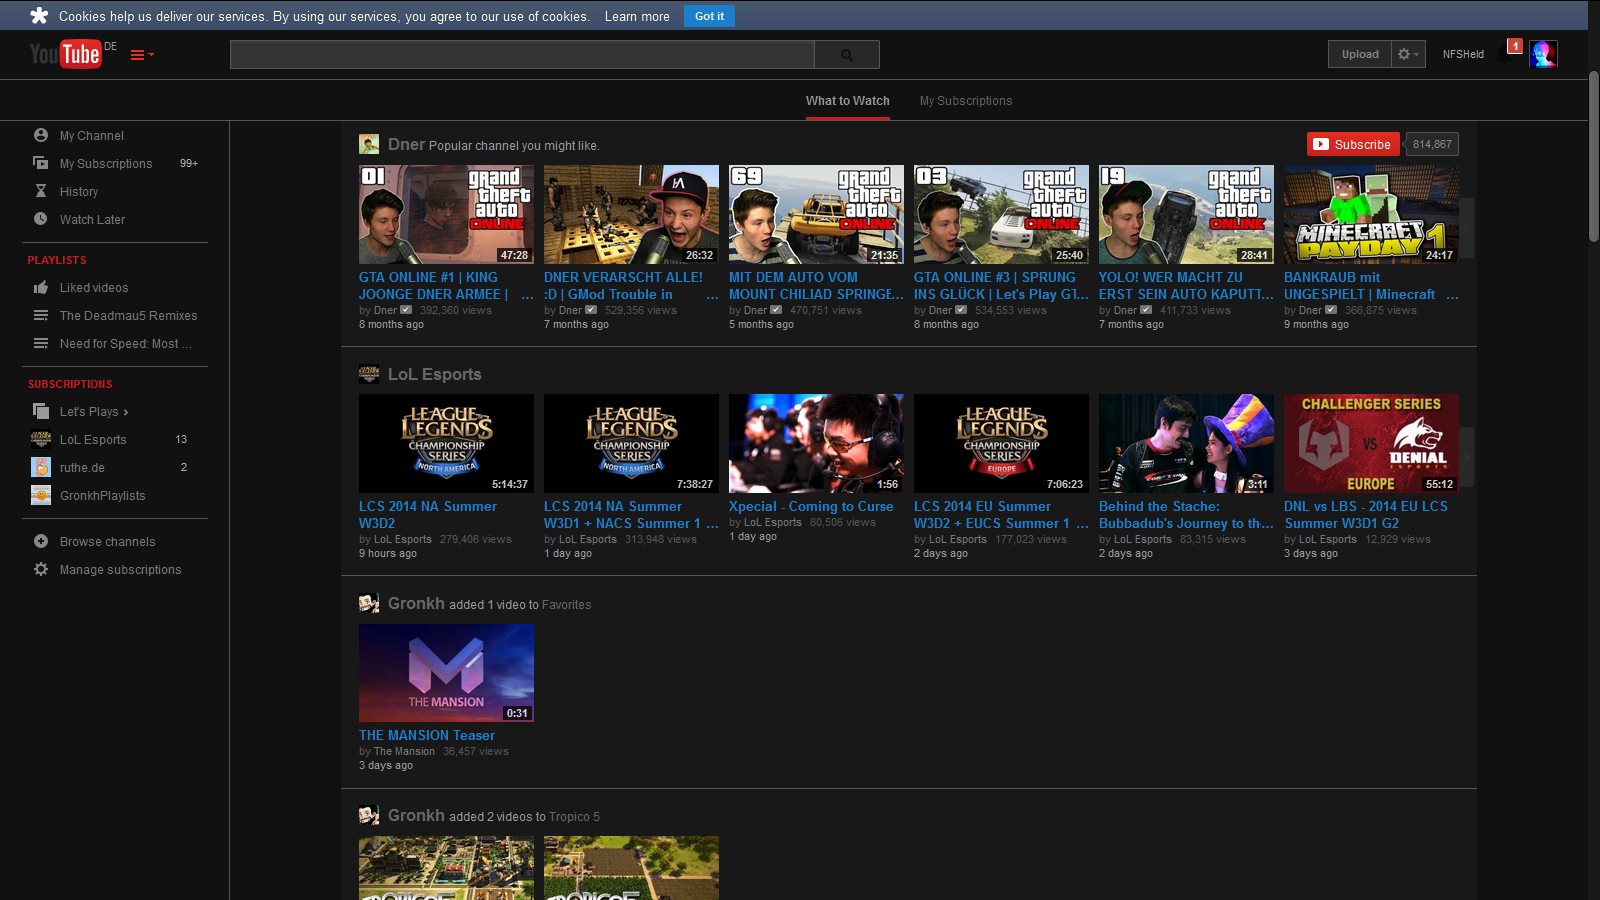 Cookies help us deliver our services. By using our services, you agree to our use of cookies. Learn more Got it
YouTube DE
Upload
NFSHeld
1
What to Watch My Subscriptions
My Channel
My Subscriptions 99+
History
Watch Later
PLAYLISTS
Liked videos
The Deadmau5 Remixes
Need for Speed: Most ...
SUBSCRIPTIONS
Let's Plays ›
LoL Esports 13
ruthe.de 2
GronkhPlaylists
Browse channels
Manage subscriptions
Dner Popular channel you might like.
Subscribe 814,867
01
grand theft auto ONLINE
47:28
GTA ONLINE #1 | KING
JOONGE DNER ARMEE | ...
by Dner 392,360 views
8 months ago
26:32
DNER VERARSCHT ALLE!
:D | GMod Trouble in ...
by Dner 529,356 views
7 months ago
69
grand theft auto ONLINE
21:35
MIT DEM AUTO VOM
MOUNT CHILIAD SPRINGE...
by Dner 470,751 views
5 months ago
03
grand theft auto ONLINE
25:40
GTA ONLINE #3 | SPRUNG
INS GLÜCK | Let's Play GT...
by Dner 534,553 views
8 months ago
19
grand theft auto ONLINE
28:41
YOLO! WER MACHT ZU
ERST SEIN AUTO KAPUTT...
by Dner 411,733 views
7 months ago
MINECRAFT
PAYDAY 1
24:17
BANKRAUB mit
UNGESPIELT | Minecraft ...
by Dner 366,875 views
9 months ago
LoL Esports
LEAGUE
LEGENDS
CHAMPIONSHIP
SERIES
NORTH AMERICA
5:14:37
LCS 2014 NA Summer
W3D2
by LoL Esports 279,406 views
9 hours ago
LEAGUE
LEGENDS
CHAMPIONSHIP
SERIES
NORTH AMERICA
7:38:27
LCS 2014 NA Summer
W3D1 + NACS Summer 1 ...
by LoL Esports 313,948 views
1 day ago
1:56
Xpecial - Coming to Curse
by LoL Esports 80,506 views
1 day ago
LEAGUE
LEGENDS
CHAMPIONSHIP
SERIES
EUROPE
7:06:23
LCS 2014 EU Summer
W3D2 + EUCS Summer 1 ...
by LoL Esports 177,023 views
2 days ago
3:11
Behind the Stache:
Bubbadub's Journey to th...
by LoL Esports 83,315 views
2 days ago
CHALLENGER SERIES
VS
DENIAL
ESPORTS
EUROPE
55:12
DNL vs LBS - 2014 EU LCS
Summer W3D1 G2
by LoL Esports 12,929 views
3 days ago
Gronkh added 1 video to Favorites
THE MANSION
0:31
THE MANSION Teaser
by The Mansion 36,457 views
3 days ago
Gronkh added 2 videos to Tropico 5